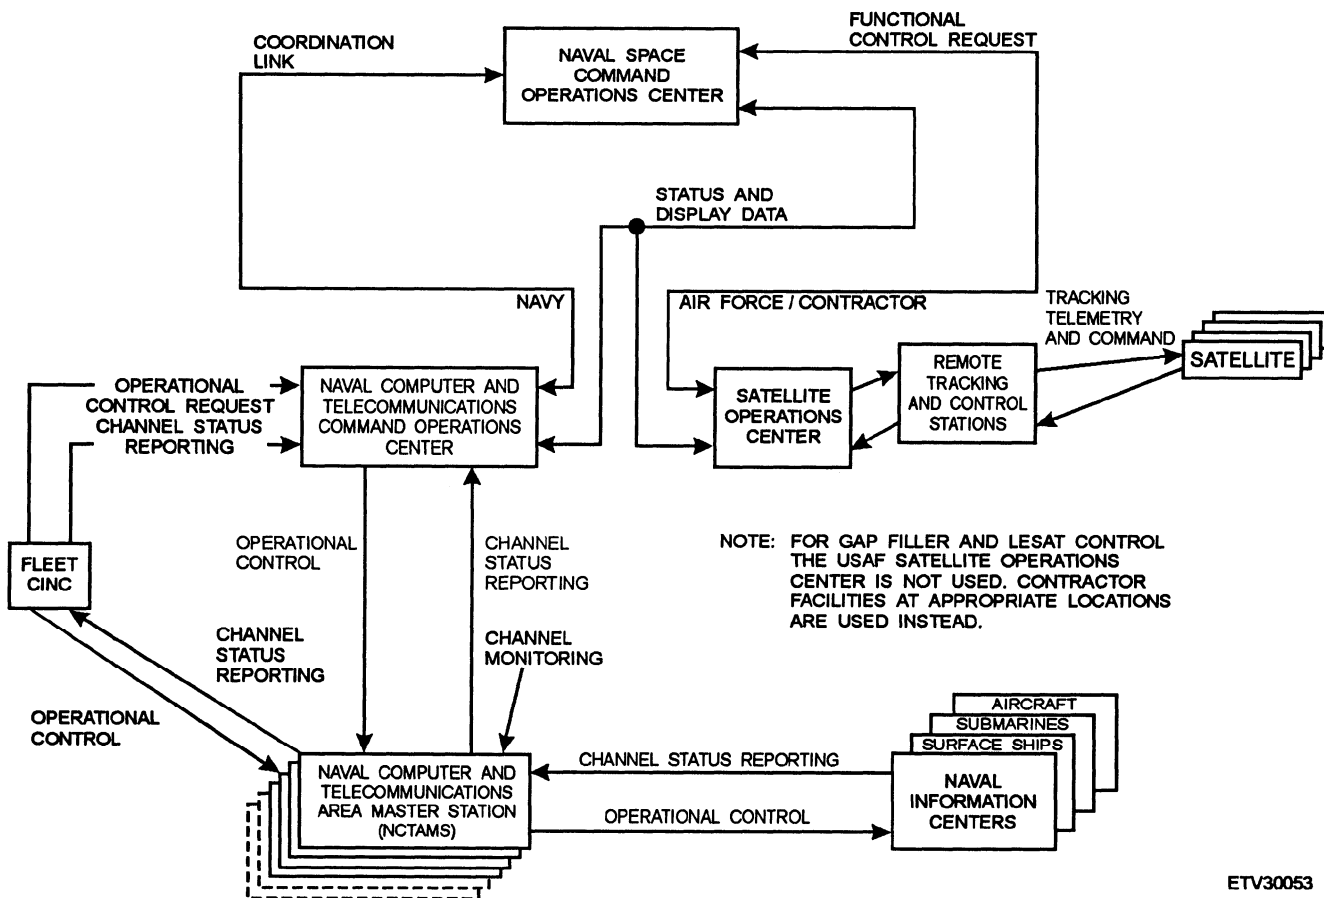 FUNCTIONAL
CONTROL REQUEST
COORDINATION
LINK
NAVAL SPACE
COMMAND
OPERATIONS CENTER
STATUS AND
DISPLAY DATA
NAVY
AIR FORCE / CONTRACTOR
TRACKING
TELEMETRY
AND COMMAND
SATELLITE
REMOTE
TRACKING
AND CONTROL
STATIONS
SATELLITE
OPERATIONS
CENTER
OPERATIONAL
CONTROL REQUEST
CHANNEL STATUS
REPORTING
NAVAL COMPUTER AND
TELECOMMUNICATIONS
COMMAND OPERATIONS
CENTER
FLEET
CINC
OPERATIONAL
CONTROL
CHANNEL
STATUS
REPORTING
NOTE: FOR GAP FILLER AND LESAT CONTROL
THE USAF SATELLITE OPERATIONS
CENTER IS NOT USED. CONTRACTOR
FACILITIES AT APPROPRIATE LOCATIONS
ARE USED INSTEAD.
CHANNEL
STATUS
REPORTING
CHANNEL
MONITORING
OPERATIONAL
CONTROL
NAVAL COMPUTER AND
TELECOMMUNICATIONS
AREA MASTER STATION
(NCTAMS)
CHANNEL STATUS REPORTING
OPERATIONAL CONTROL
AIRCRAFT
SUBMARINES
SURFACE SHIPS
NAVAL
INFORMATION
CENTERS
ETV30053